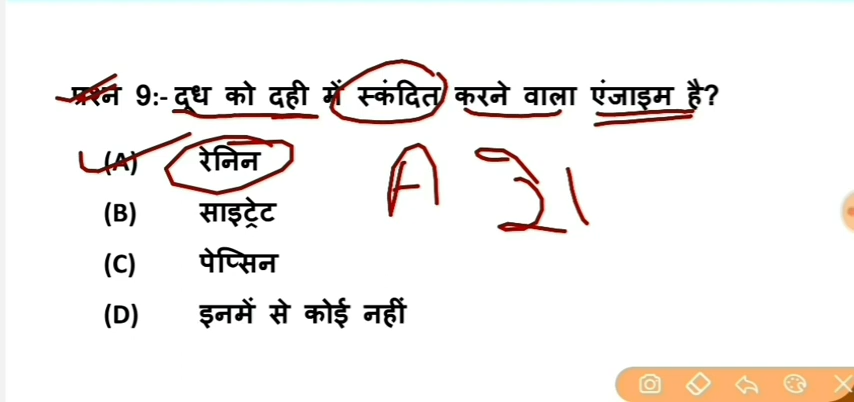 प्रश्न 9:- दूध को दही में स्कंदित करने वाला एंजाइम है?
(A) रेनिन
A
(B) साइट्रेट
(C) पेप्सिन
(D) इनमें से कोई नहीं